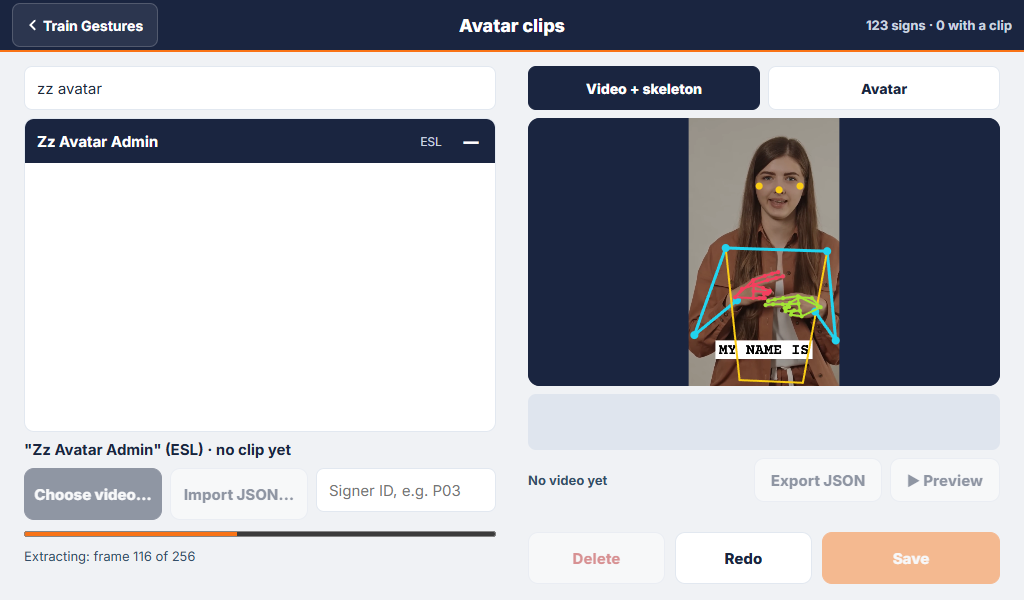 Train Gestures
Avatar clips
123 signs · 0 with a clip
zz avatar
Zz Avatar Admin
ESL
"Zz Avatar Admin" (ESL) · no clip yet
Choose video...
Import JSON...
Signer ID, e.g. P03
Extracting: frame 116 of 256
Video + skeleton
Avatar
MY NAME IS
No video yet
Export JSON
Preview
Delete
Redo
Save